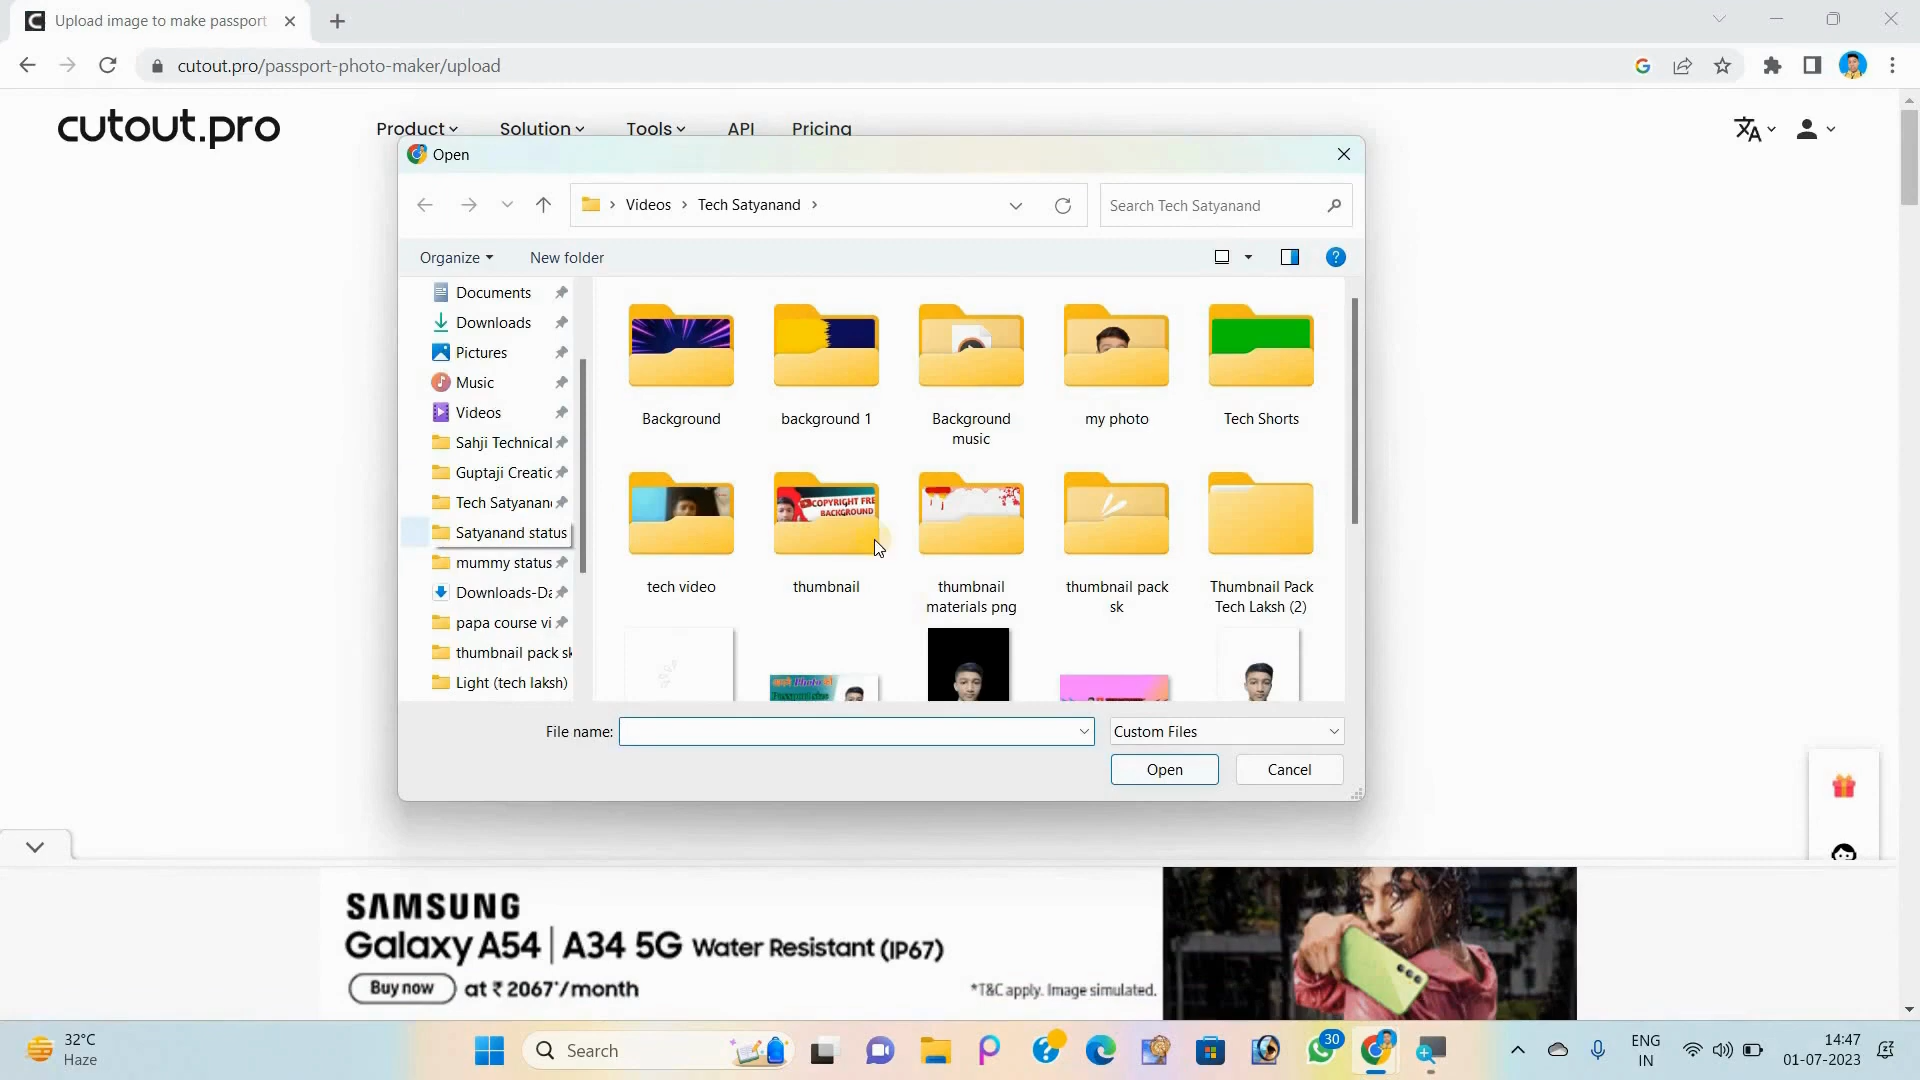 Upload image to make passport
cutout.pro/passport-photo-maker/upload
cutout.pro
Product
Solution
Tools
API
Pricing
Open
Videos
Tech Satyanand
Search Tech Satyanand
Organize
New folder
Documents
Downloads
Pictures
Music
Videos
Sahji Technical
Guptaji Creatic
Tech Satyanan
Satyanand status
mummy status
Downloads-Da
papa course vi
thumbnail pack sk
Light (tech laksh)
Background
background 1
Background
music
my photo
Tech Shorts
COPYRIGHT FRE
BACKGROUND
tech video
thumbnail
thumbnail
materials png
thumbnail pack
sk
Thumbnail Pack
Tech Laksh (2)
File name:
Custom Files
Open
Cancel
SAMSUNG
Galaxy A54 | A34 5G Water Resistant (IP67)
Buy now
at ₹ 2067*/month
*T&C apply. Image simulated.
32°C
Haze
Search
30
ENG
IN
14:47
01-07-2023